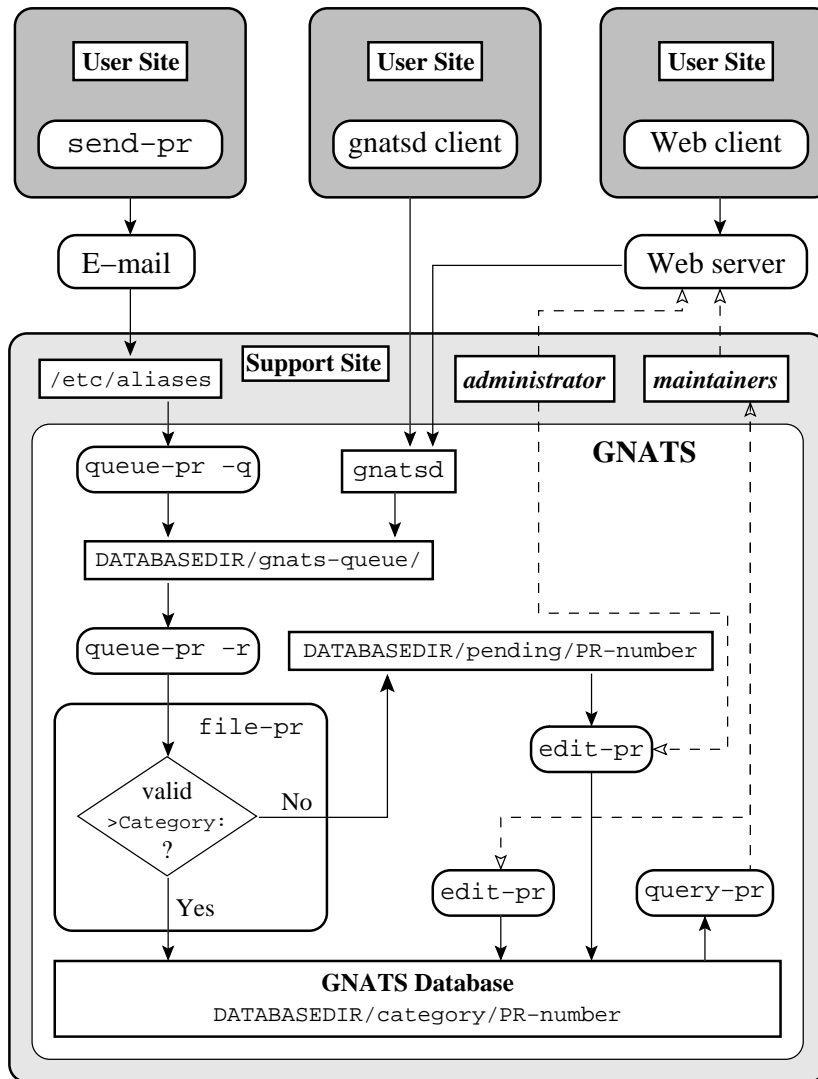 User Site
User Site
User Site
send-pr
gnatsd client
Web client
E-mail
Web server
Support Site
/etc/aliases
administrator
maintainers
GNATS
queue-pr -q
gnatsd
DATABASEDIR/gnats-queue/
queue-pr -r
DATABASEDIR/pending/PR-number
file-pr
edit-pr
valid
>Category:
?
No
Yes
edit-pr
query-pr
GNATS Database
DATABASEDIR/category/PR-number